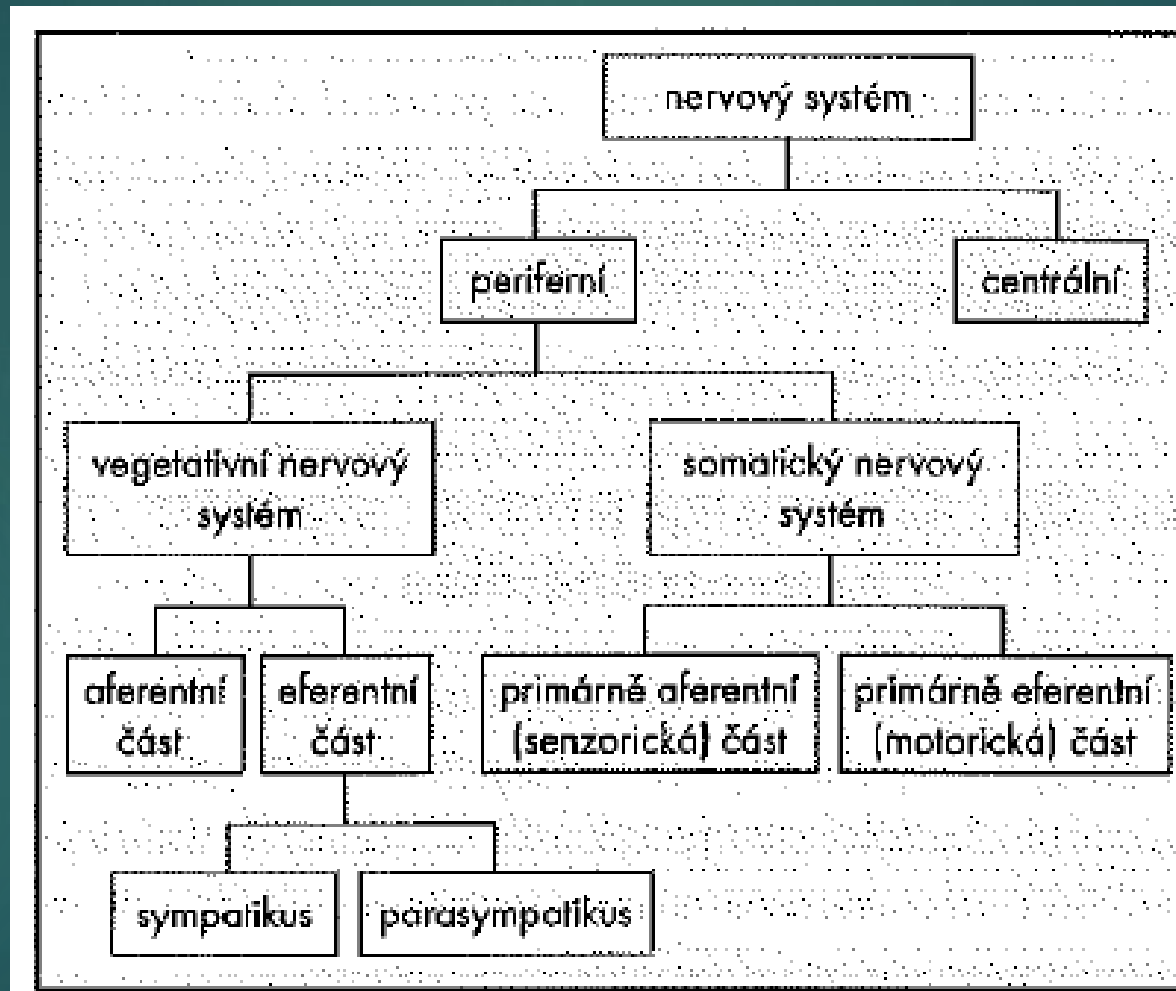 nervový systém
periferní
centrální
vegetativní nervový
systém
somatický nervový
systém
aferentní
část
eferentní
část
primárně aferentní
(senzorická) část
primárně eferentní
(motorická) část
sympatikus
parasympatikus